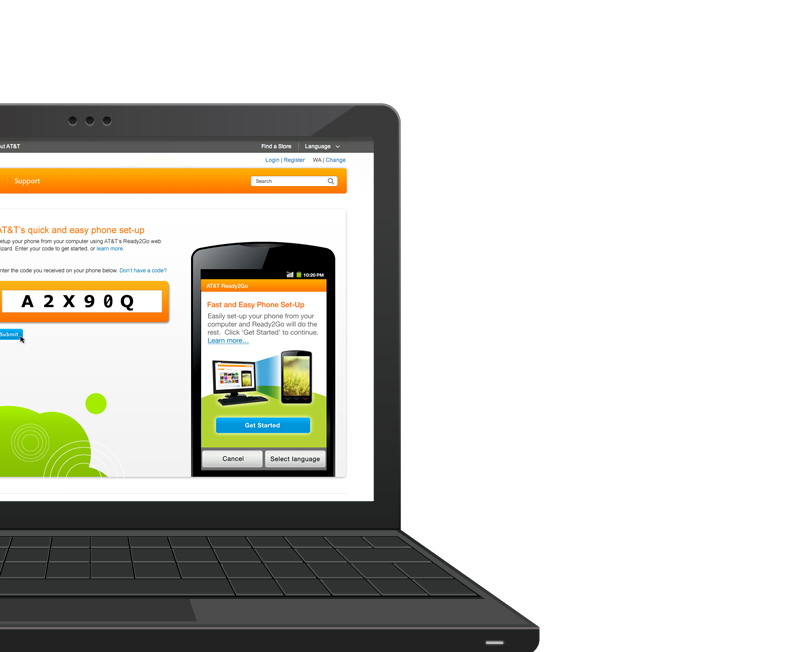 ut AT&T
Find a Store
Language
Login | Register
WA | Change
Support
Search
AT&T's quick and easy phone set-up
etup your phone from your computer using AT&T's Ready2Go web
izard. Enter your code to get started, or learn more.
nter the code you received on your phone below. Don't have a code?
A2X90Q
Submit
10:20 PM
AT&T Ready2Go
Fast and Easy Phone Set-Up
Easily set-up your phone from your
computer and Ready2Go will do the
rest. Click 'Get Started' to continue.
Learn more...
Get Started
Cancel
Select language